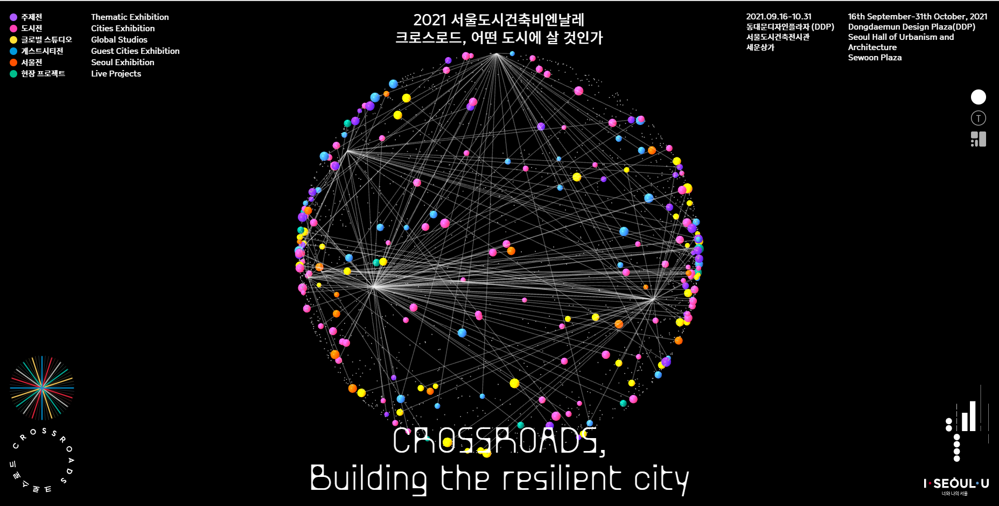 주제전 Thematic Exhibition
도시전 Cities Exhibition
글로벌 스튜디오 Global Studios
게스트시티전 Guest Cities Exhibition
서울전 Seoul Exhibition
현장 프로젝트 Live Projects
2021 서울도시건축비엔날레
크로스로드, 어떤 도시에 살 것인가
2021.09.16-10.31
동대문디자인플라자 (DDP)
서울도시건축전시관
세운상가
16th September-31th October, 2021
Dongdaemun Design Plaza(DDP)
Seoul Hall of Urbanism and
Architecture
Sewoon Plaza
T
CROSSROADS,
Building the resilient city
크로스로드 CROSSROADS
I·SEOUL·U
너와 나의 서울